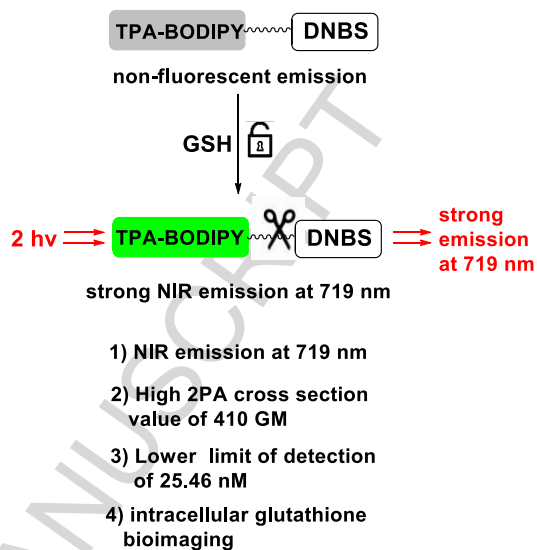 TPA-BODIPY DNBS
non-fluorescent emission
GSH
2 hv TPA-BODIPY DNBS strong
emission
at 719 nm
strong NIR emission at 719 nm
1) NIR emission at 719 nm
2) High 2PA cross section
value of 410 GM
3) Lower limit of detection
of 25.46 nM
4) intracellular glutathione
bioimaging
ANUSCRIPT